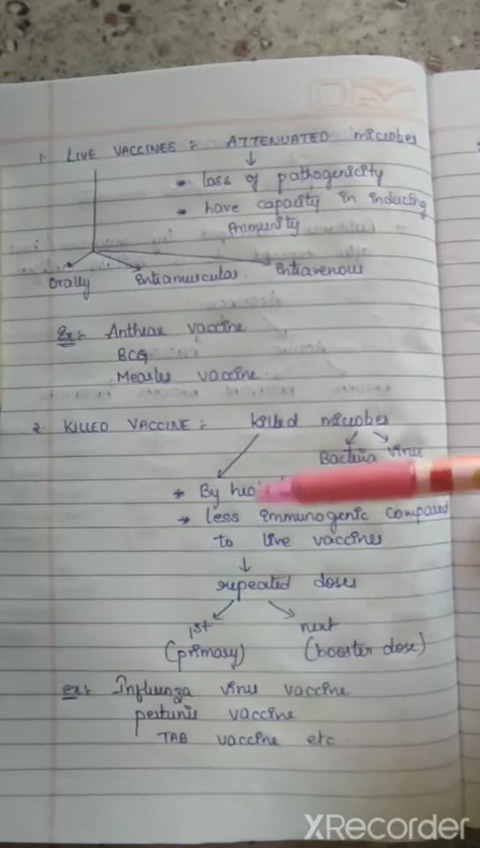 1. LIVE VACCINES :- ATTENUATED microbes
* loss of pathogenicity
* have capacity in inducing
immunity
Orally Intramuscular. Intravenous
Ex:- Anthrax vaccine
BCG
Measles vaccine.
2. KILLED VACCINE :- killed microbes
Bacteria virus
* By
* less immunogenic compared
to live vaccines
repeated doses
1st next
(primary) (booster dose)
ex:- Influenza virus vaccine
pertusis vaccine
TAB vaccine etc
XRecorder